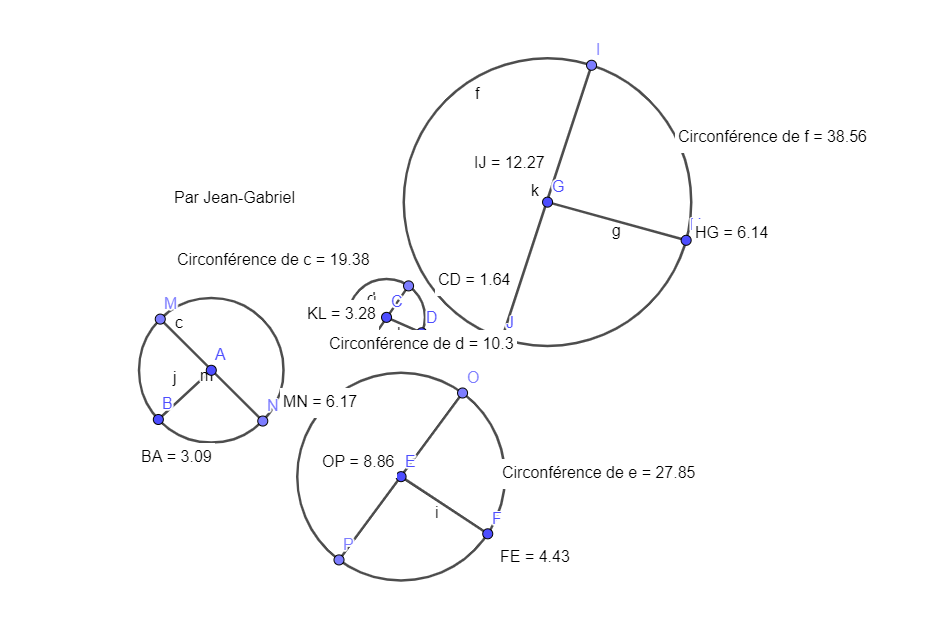 I
f
Circonférence de f = 38.56
IJ = 12.27
k
G
Par Jean-Gabriel
g
HG = 6.14
Circonférence de c = 19.38
CD = 1.64
d
C
M
KL = 3.28
D
c
J
Circonférence de d = 10.3
A
j
m
O
B
N
MN = 6.17
BA = 3.09
OP = 8.86
E
Circonférence de e = 27.85
i
F
P
FE = 4.43